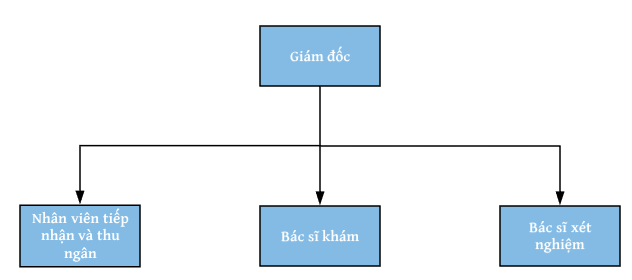 Giám đốc
Nhân viên tiếp
nhận và thu
ngân
Bác sĩ khám
Bác sĩ xét
nghiệm